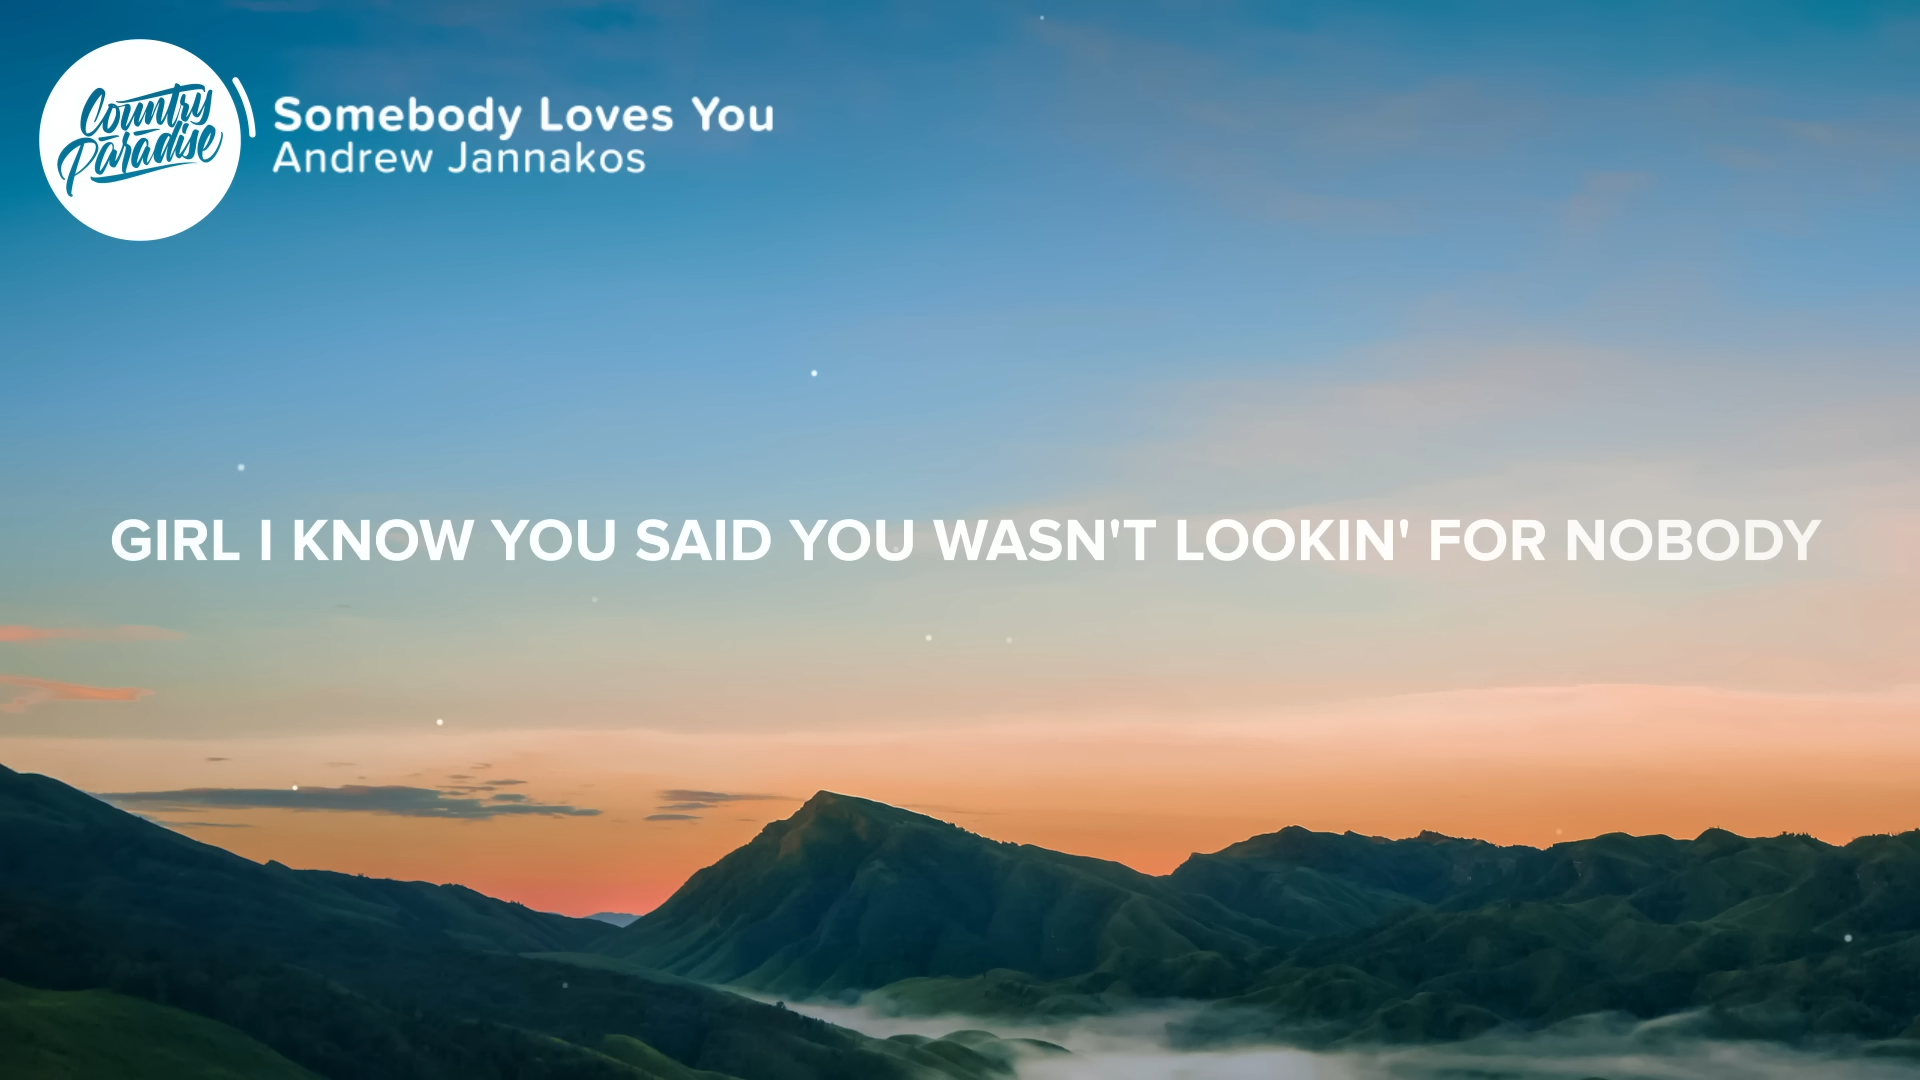 Country
Paradise
Somebody Loves You
Andrew Jannakos
GIRL I KNOW YOU SAID YOU WASN'T LOOKIN' FOR NOBODY